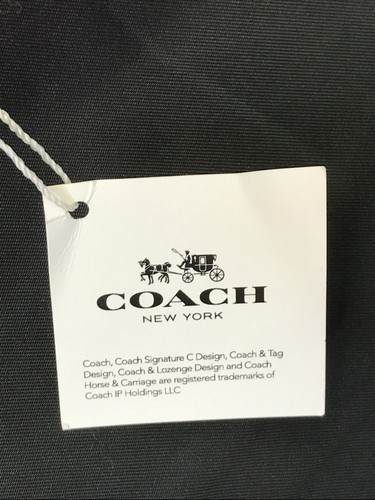 COACH
NEW YORK
Coach, Coach Signature C Design, Coach & Tag
Design, Coach & Lozenge Design and Coach
Horse & Carriage are registered trademarks of
Coach IP Holdings LLC